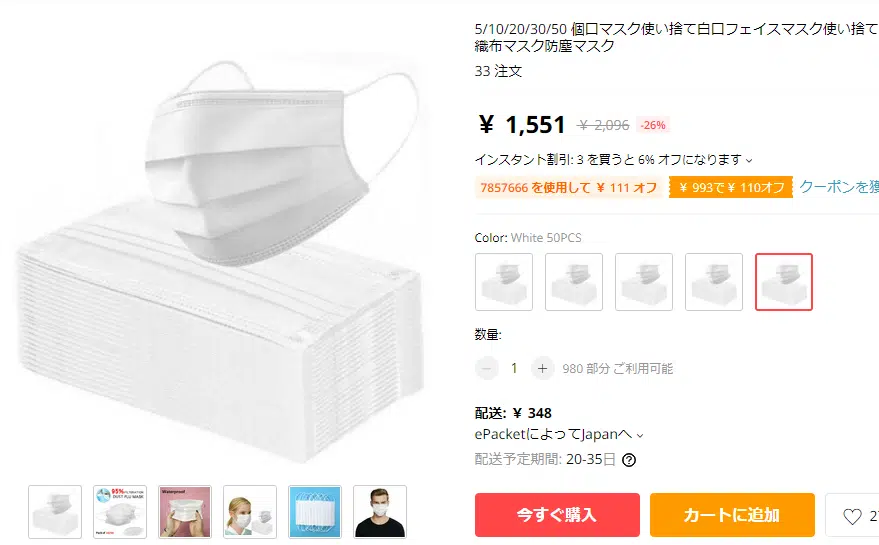 5/10/20/30/50 個口マスク使い捨て白口フェイスマスク使い捨て
織布マスク防塵マスク
33 注文
¥ 1,551 ¥ 2,096 -26%
インスタント割引: 3 を買うと 6% オフになります
7857666 を使用して ¥ 111 オフ ¥ 993で ¥ 110オフ クーポンを獲
Color: White 50PCS
数量:
1 + 980 部分 ご利用可能
配送: ¥ 348
ePacketによってJapanへ
配送予定期間: 20-35日 ?
95%
DUST FLU MASK
Waterproof
今すぐ購入 カートに追加